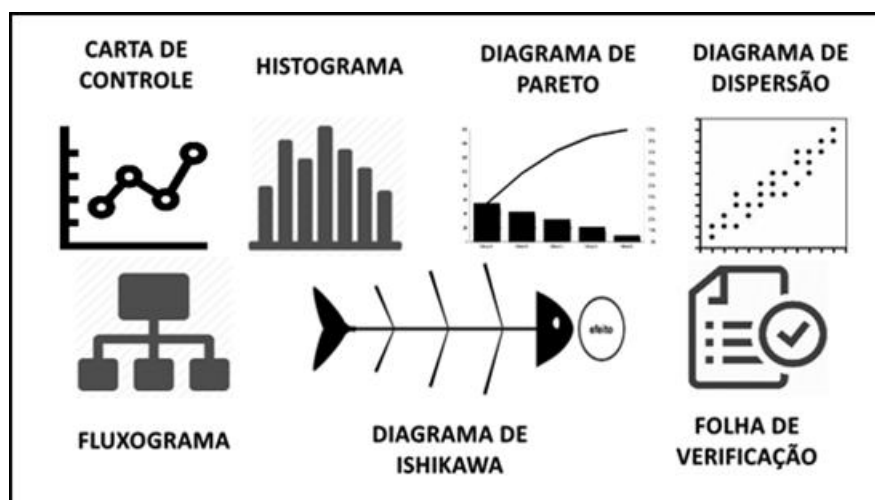 CARTA DE
CONTROLE
HISTOGRAMA
DIAGRAMA DE
PARETO
DIAGRAMA DE
DISPERSÃO
efeito
FLUXOGRAMA
DIAGRAMA DE
ISHIKAWA
FOLHA DE
VERIFICAÇÃO